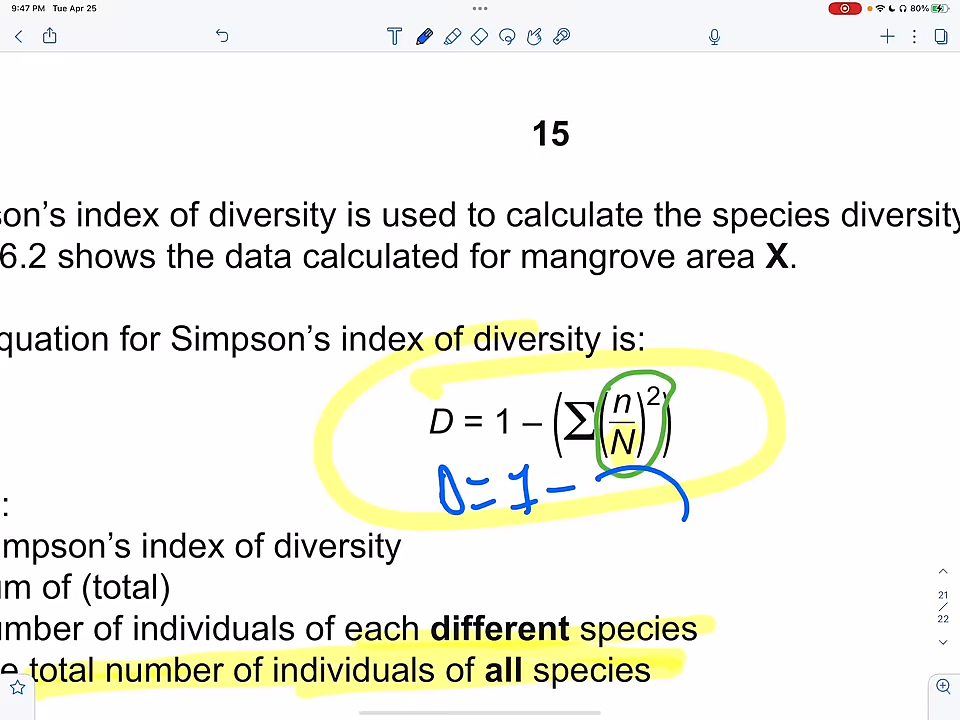 9:47 PM Tue Apr 25
80%
T
15
son's index of diversity is used to calculate the species diversity
6.2 shows the data calculated for mangrove area X.
quation for Simpson's index of diversity is:
D = 1 – (∑(n/N)²)
D = 1 –
:
impson's index of diversity
um of (total)
umber of individuals of each different species
e total number of individuals of all species
21
/
22